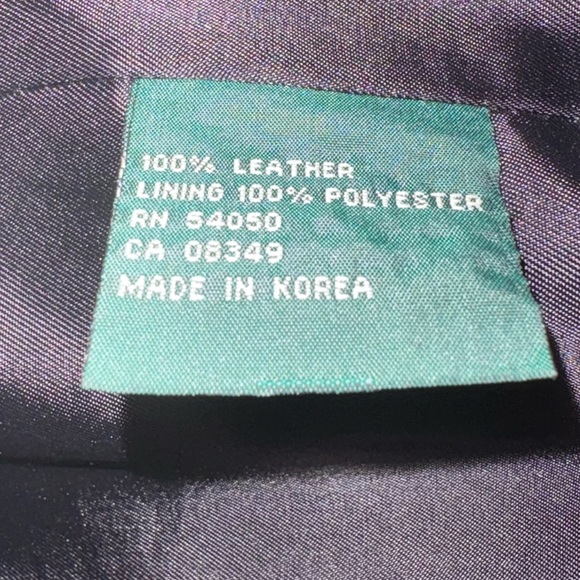 100% LEATHER
LINING 100% POLYESTER
RN 54050
CA 08349
MADE IN KOREA